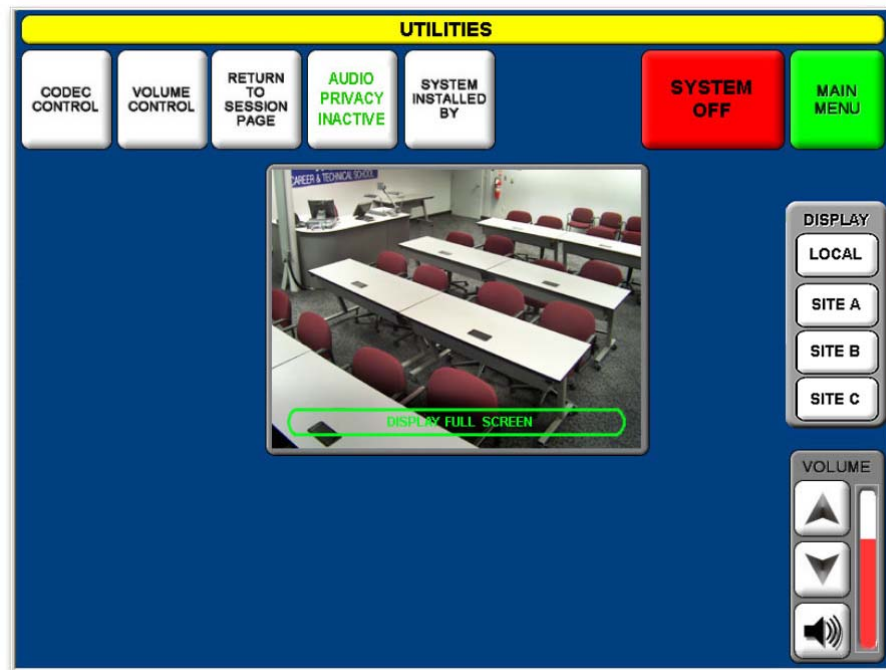 UTILITIES
CODEC
CONTROL
VOLUME
CONTROL
RETURN
TO
SESSION
PAGE
AUDIO
PRIVACY
INACTIVE
SYSTEM
INSTALLED
BY
SYSTEM
OFF
MAIN
MENU
CAREER & TECHNICAL SCHOOL
DISPLAY FULL SCREEN
DISPLAY
LOCAL
SITE A
SITE B
SITE C
VOLUME